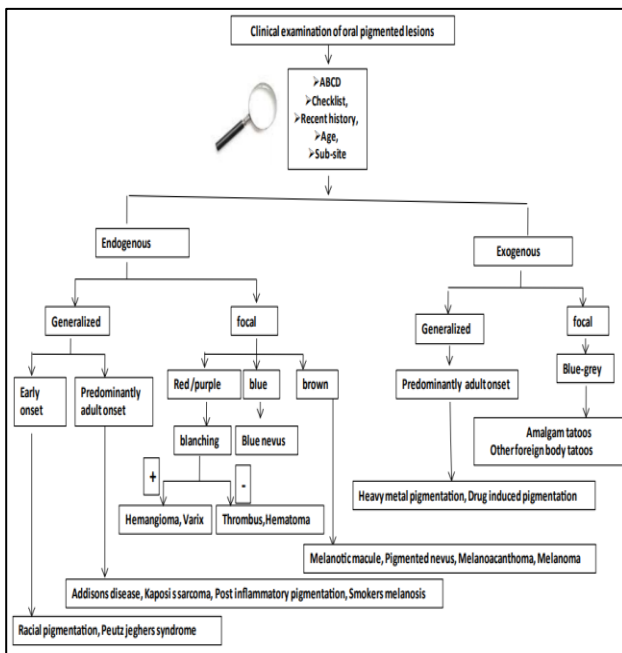 Clinical examination of oral pigmented lesions
➢ABCD
➢Checklist,
➢Recent history,
➢Age,
➢Sub-site
Endogenous
Exogenous
Generalized
focal
Generalized
focal
Early
onset
Predominantly
adult onset
Red /purple
blue
brown
Predominantly adult onset
Blue-grey
blanching
Blue nevus
Amalgam tatoos
Other foreign body tatoos
+
-
Heavy metal pigmentation, Drug induced pigmentation
Hemangioma, Varix
Thrombus,Hematoma
Melanotic macule, Pigmented nevus, Melanoacanthoma, Melanoma
Addisons disease, Kaposi s sarcoma, Post inflammatory pigmentation, Smokers melanosis
Racial pigmentation, Peutz jeghers syndrome